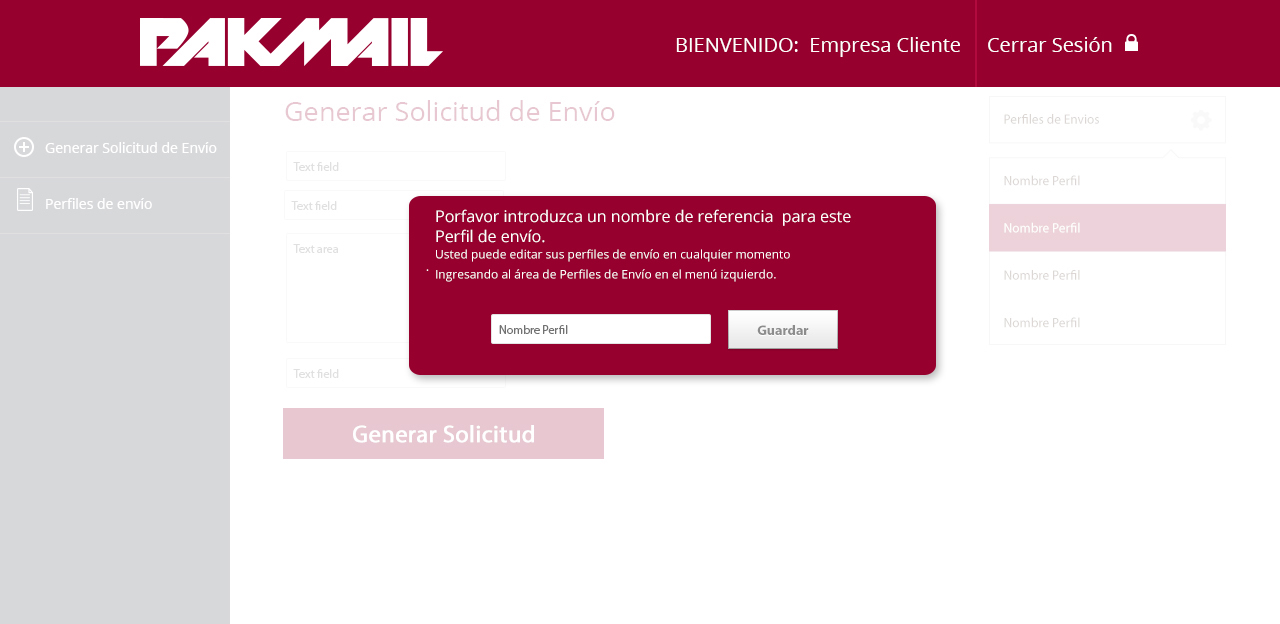 PAKMAIL
BIENVENIDO: Empresa Cliente
Cerrar Sesión
Generar Solicitud de Envío
Perfiles de envío
Generar Solicitud de Envío
Text field
Text field
Text area
Text field
Generar Solicitud
Porfavor introduzca un nombre de referencia para este
Perfil de envío.
Usted puede editar sus perfiles de envío en cualquier momento
Ingresando al área de Perfiles de Envío en el menú izquierdo.
Nombre Perfil
Guardar
Perfiles de Envios
Nombre Perfil
Nombre Perfil
Nombre Perfil
Nombre Perfil